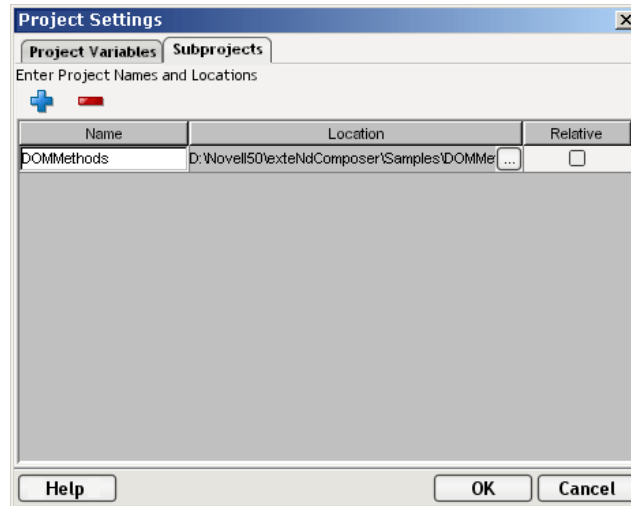 Project Settings
Project Variables Subprojects
Enter Project Names and Locations
Name Location Relative
DOMMethods D:\Novell50\exteNdComposer\Samples\DOMMe ...
Help OK Cancel